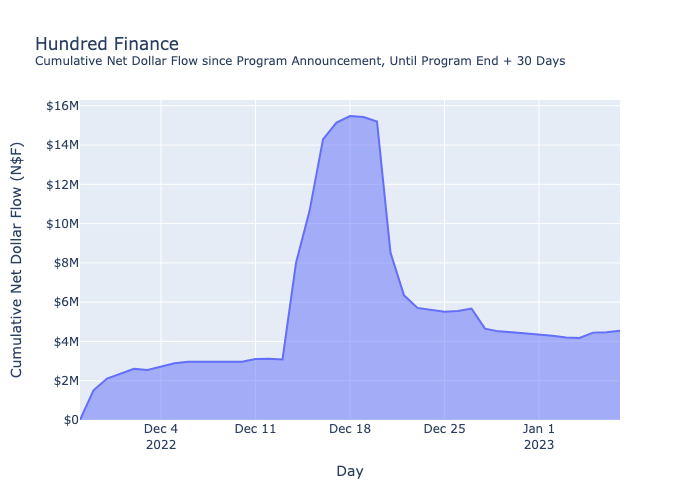 Hundred Finance
Cumulative Net Dollar Flow since Program Announcement, Until Program End + 30 Days
Cumulative Net Dollar Flow (N$F)
$16M
$14M
$12M
$10M
$8M
$6M
$4M
$2M
$0
Dec 4
2022
Dec 11
Dec 18
Dec 25
Jan 1
2023
Day